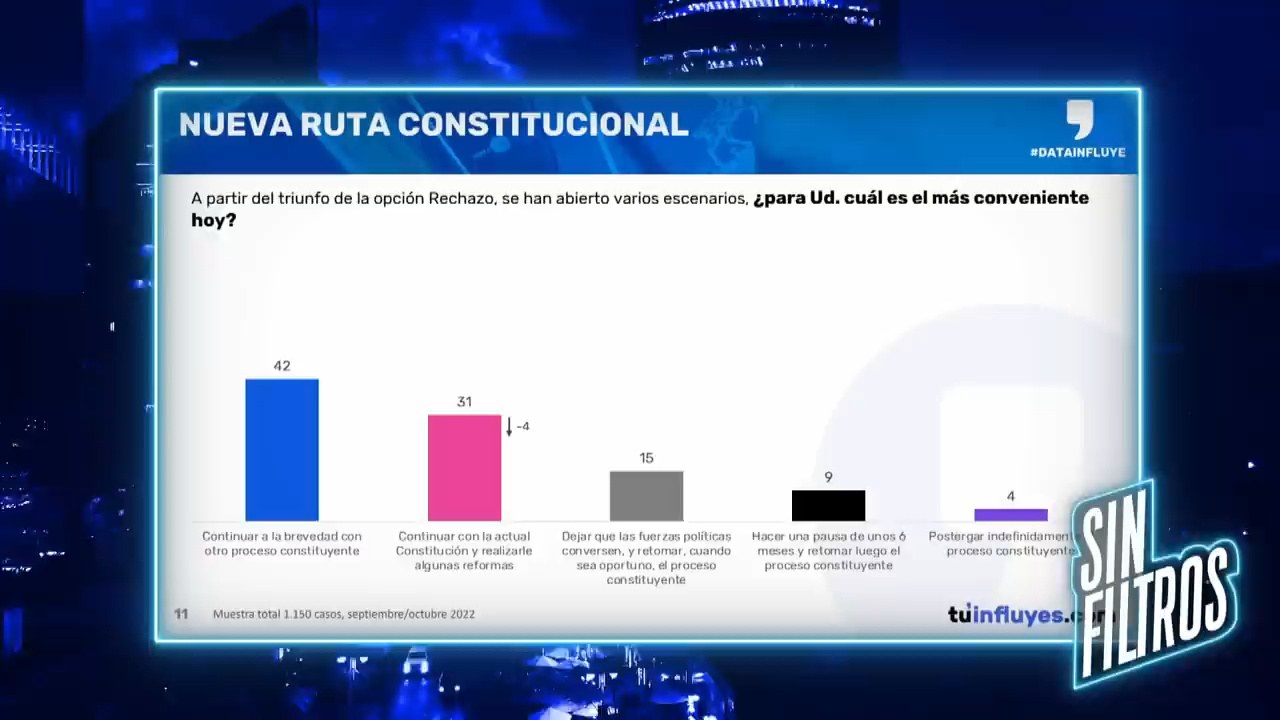 NUEVA RUTA CONSTITUCIONAL
#DATAINFLUYE
A partir del triunfo de la opción Rechazo, se han abierto varios escenarios, ¿para Ud. cuál es el más conveniente
hoy?
42
31
-4
15
9
4
Continuar a la brevedad con
otro proceso constituyente
Continuar con la actual
Constitución y realizarle
algunas reformas
Dejar que las fuerzas políticas
conversen, y retomar, cuando
sea oportuno, el proceso
constituyente
Hacer una pausa de unos 6
meses y retomar luego el
proceso constituyente
Postergar
proceso constituyente
11
Muestra total 1.150 casos, septiembre/octubre 2022
tuinfluyes.com
SIN
FILTROS